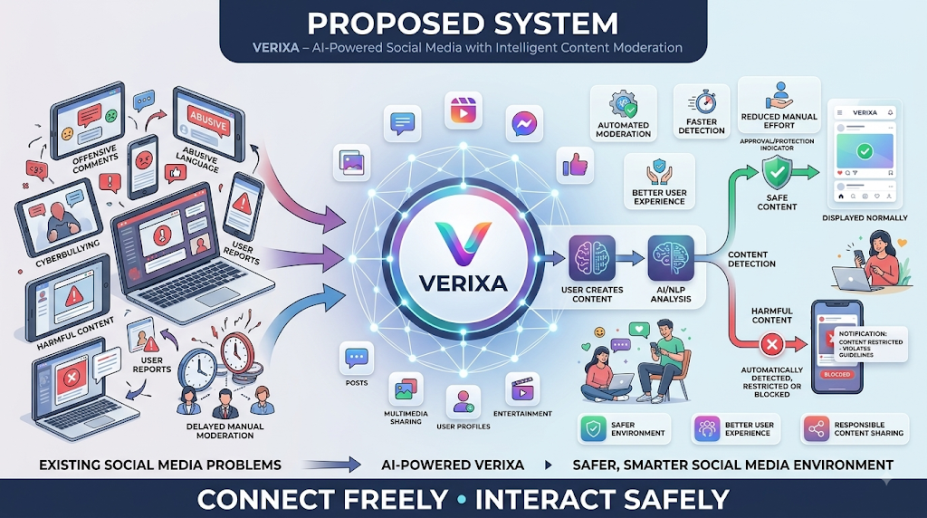 PROPOSED SYSTEM
VERIXA – AI-Powered Social Media with Intelligent Content Moderation
OFFENSIVE
COMMENTS
ABUSIVE
ABUSIVE
LANGUAGE
CYBERBULLYING
USER
REPORTS
HARMFUL CONTENT
USER
REPORTS
DELAYED MANUAL
MODERATION
VERIXA
POSTS
MULTIMEDIA
SHARING
USER PROFILES
ENTERTAINMENT
AUTOMATED
MODERATION
FASTER
DETECTION
REDUCED MANUAL
EFFORT
BETTER USER
EXPERIENCE
USER CREATES
CONTENT
AI/NLP
ANALYSIS
APPROVAL/PROTECTION
INDICATOR
SAFE
CONTENT
VERIXA
DISPLAYED NORMALLY
CONTENT
DETECTION
HARMFUL
CONTENT
AUTOMATICALLY
DETECTED,
RESTRICTED OR
BLOCKED
NOTIFICATION:
CONTENT RESTRICTED
- VIOLATSS
GUIDELINES
BLOCDED
SAFER
ENVIRONMENT
BETTER USER
EXPERIENCE
RESPONSIBLE
CONTENT SHARING
EXISTING SOCIAL MEDIA PROBLEMS
AI-POWERED VERIXA
SAFER, SMARTER SOCIAL MEDIA ENVIRONMENT
CONNECT FREELY • INTERACT SAFELY